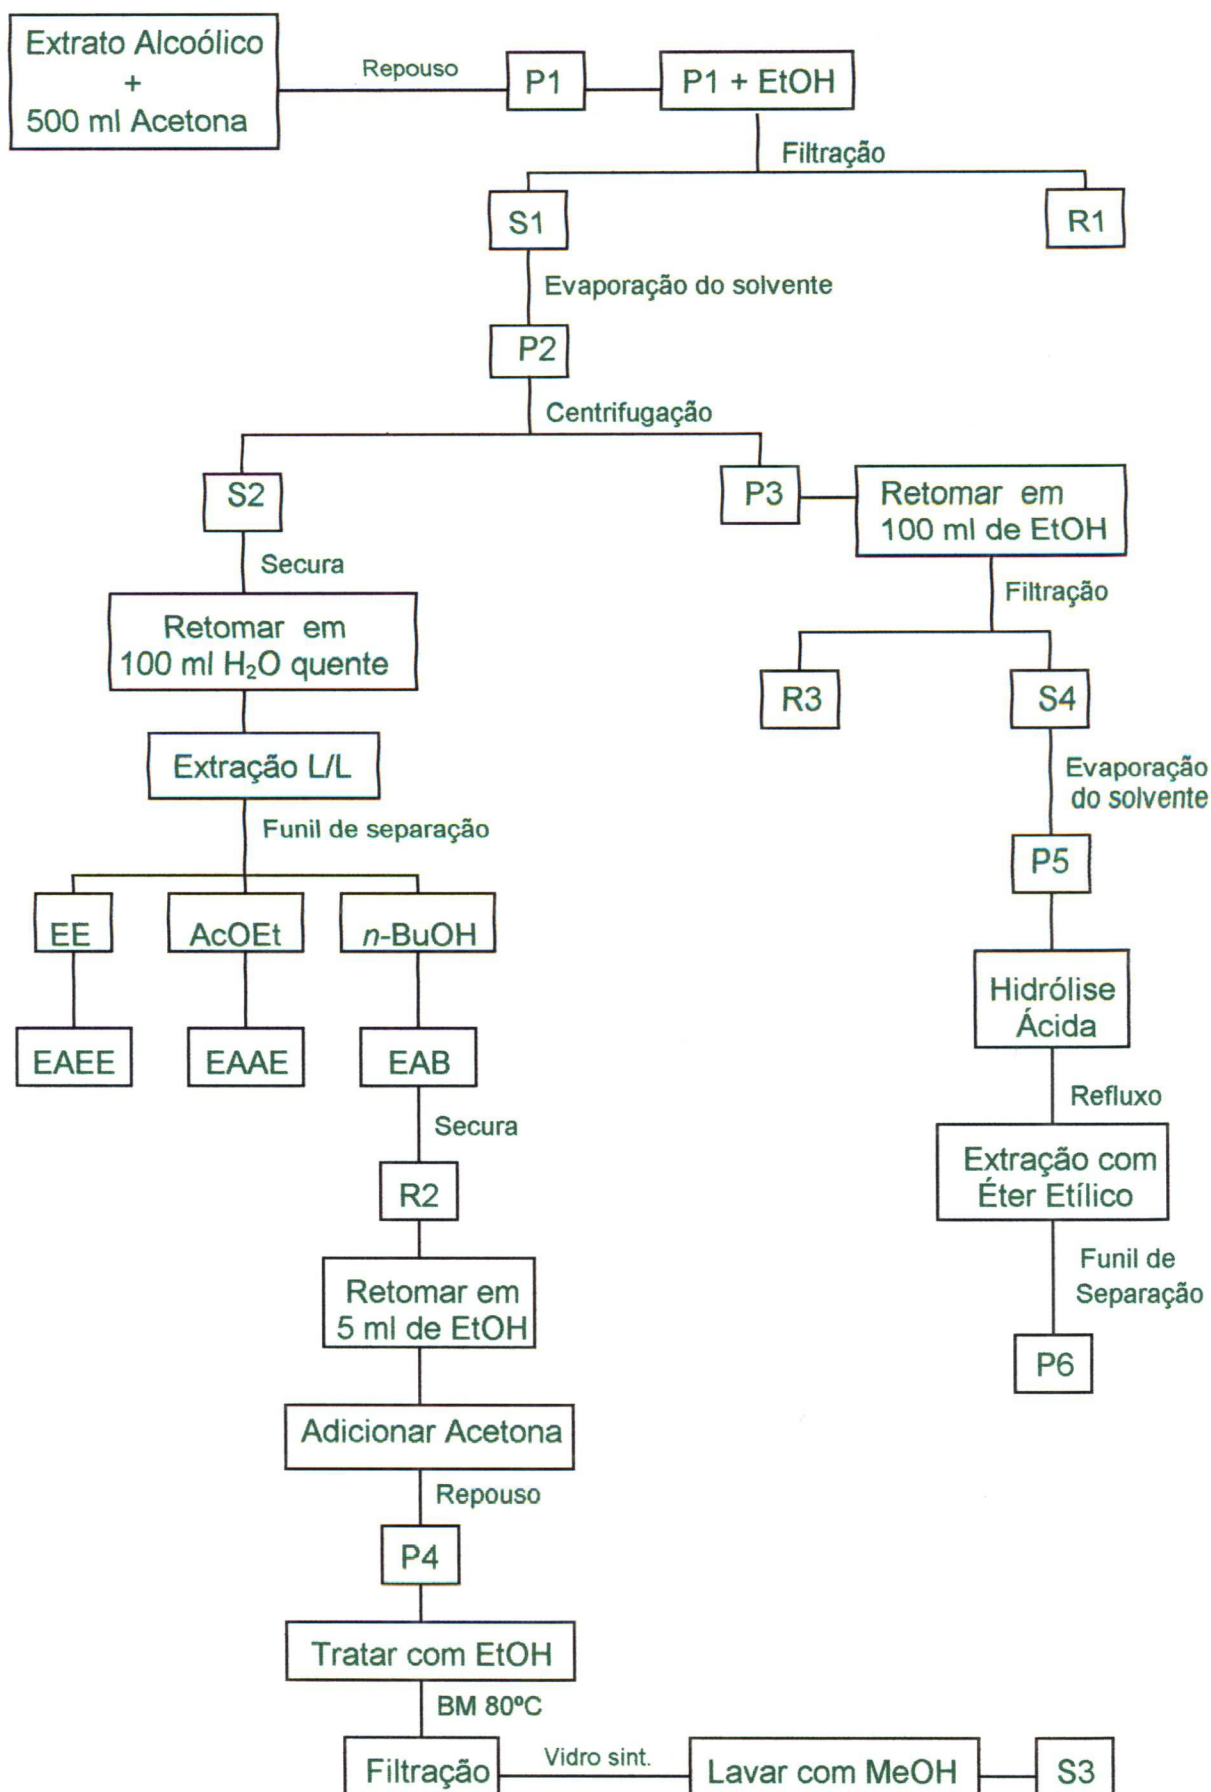 Extrato Alcoólico
+
500 ml Acetona
Repouso
P1
P1 + EtOH
Filtração
S1
R1
Evaporação do solvente
P2
Centrifugação
S2
P3
Retomar em
100 ml de EtOH
Secura
Filtração
Retomar em
100 ml H₂O quente
R3
S4
Extração L/L
Evaporação
do solvente
Funil de separação
P5
EE
AcOEt
n-BuOH
Hidrólise
Ácida
EAEE
EAAE
EAB
Refluxo
Secura
Extração com
Éter Etílico
R2
Funil de
Separação
Retomar em
5 ml de EtOH
P6
Adicionar Acetona
Repouso
P4
Tratar com EtOH
BM 80ºC
Filtração
Vidro sint.
Lavar com MeOH
S3